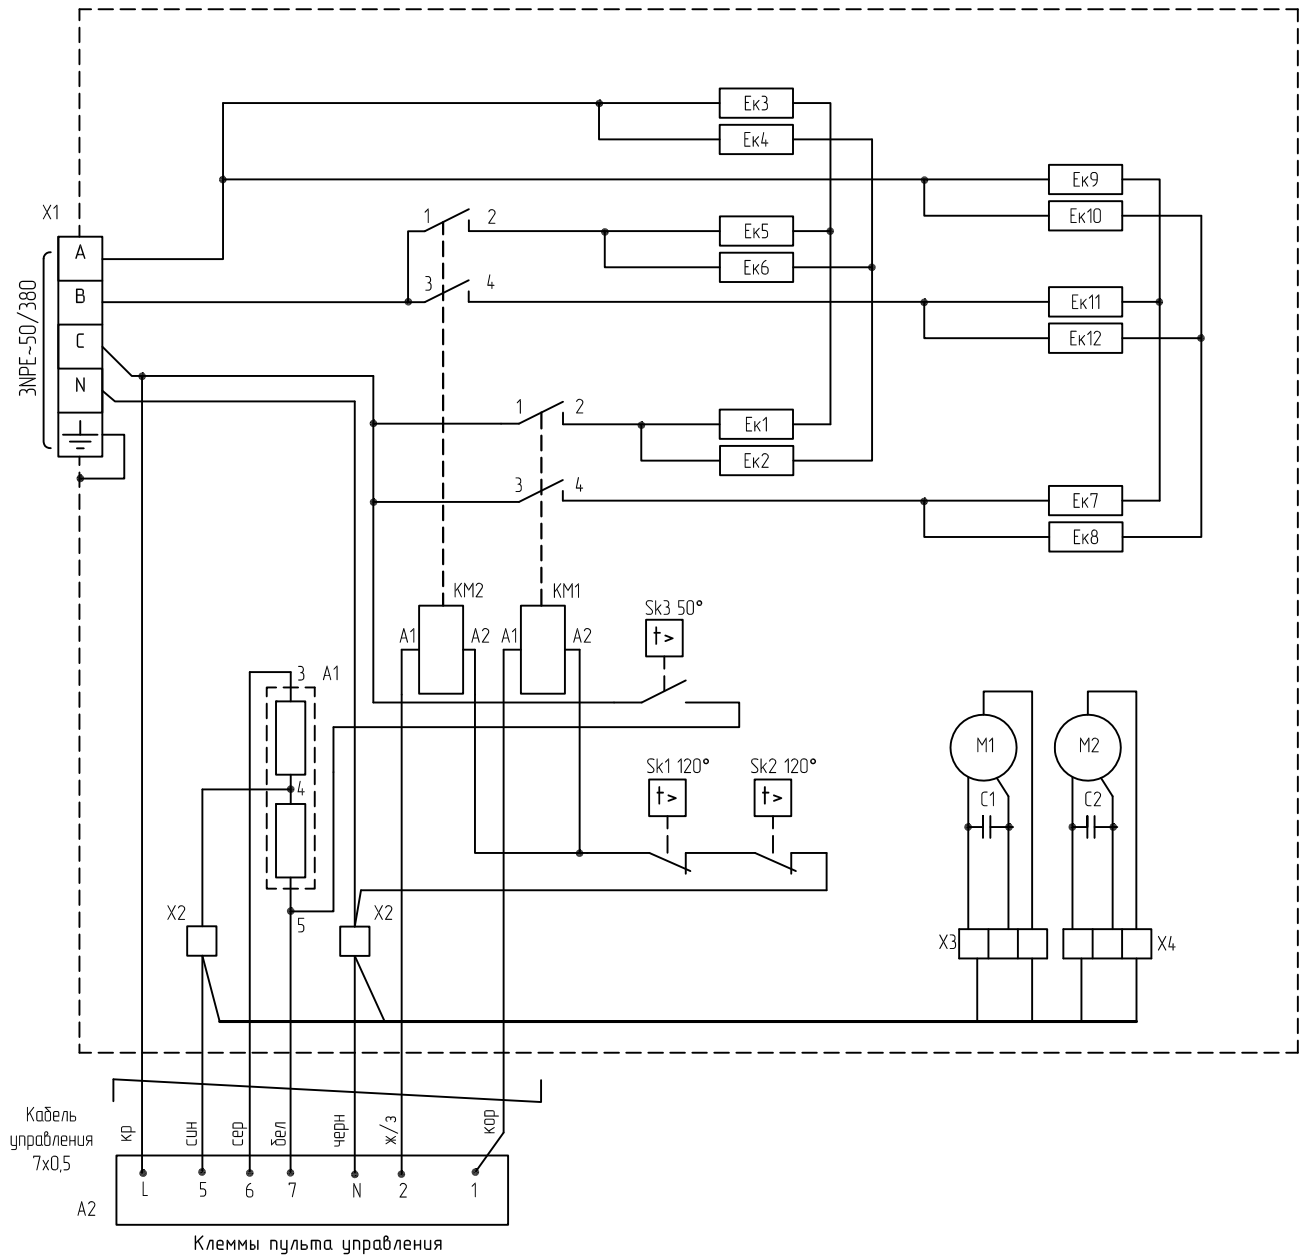 Ек3
Ек4
Ек9
Ек10
X1
1
2
Ек5
Ек6
A
B
C
N
3NPE~50/380
3
4
Ек11
Ек12
1
2
Ек1
Ек2
3
4
Ек7
Ек8
KM2
KM1
Sk3 50°
t>
A1
A2
A1
A2
3
A1
4
5
M1
M2
Sk1 120°
Sk2 120°
t>
t>
C1
C2
X2
X2
X3
X4
Кабель
управления
7x0,5
кр
син
сер
бел
черн
ж/з
кор
L
5
6
7
N
2
1
A2
Клеммы пульта управления